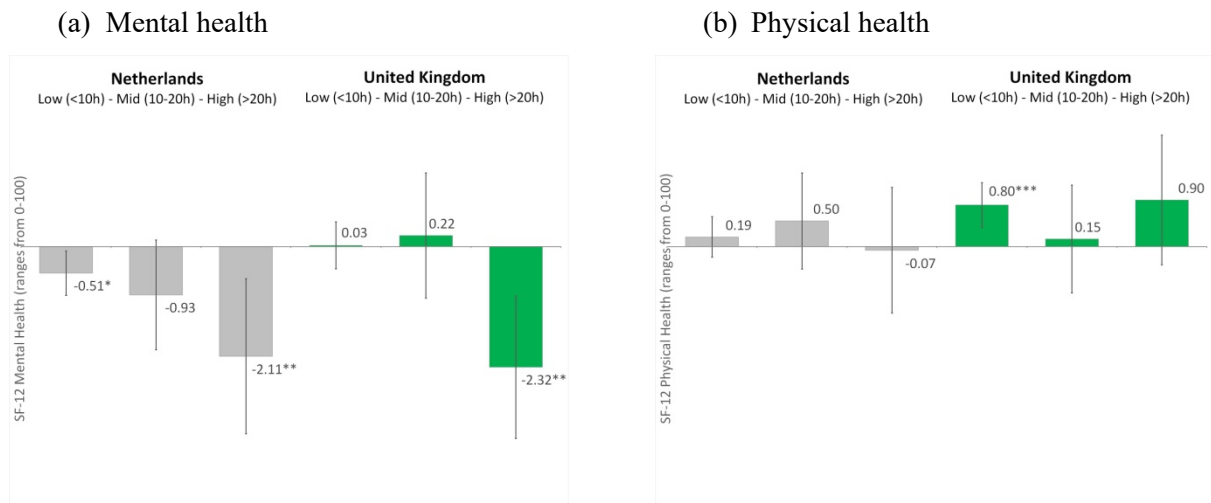 (a) Mental health
Netherlands
Low (<10h) - Mid (10-20h) - High (>20h)
United Kingdom
Low (<10h) - Mid (10-20h) - High (>20h)
SF-12 Mental Health (ranges from 0-100)
-0.51*
-0.93
-2.11**
0.03
0.22
-2.32**
(b) Physical health
Netherlands
Low (<10h) - Mid (10-20h) - High (>20h)
United Kingdom
Low (<10h) - Mid (10-20h) - High (>20h)
SF-12 Physical Health (ranges from 0-100)
0.19
0.50
-0.07
0.80***
0.15
0.90